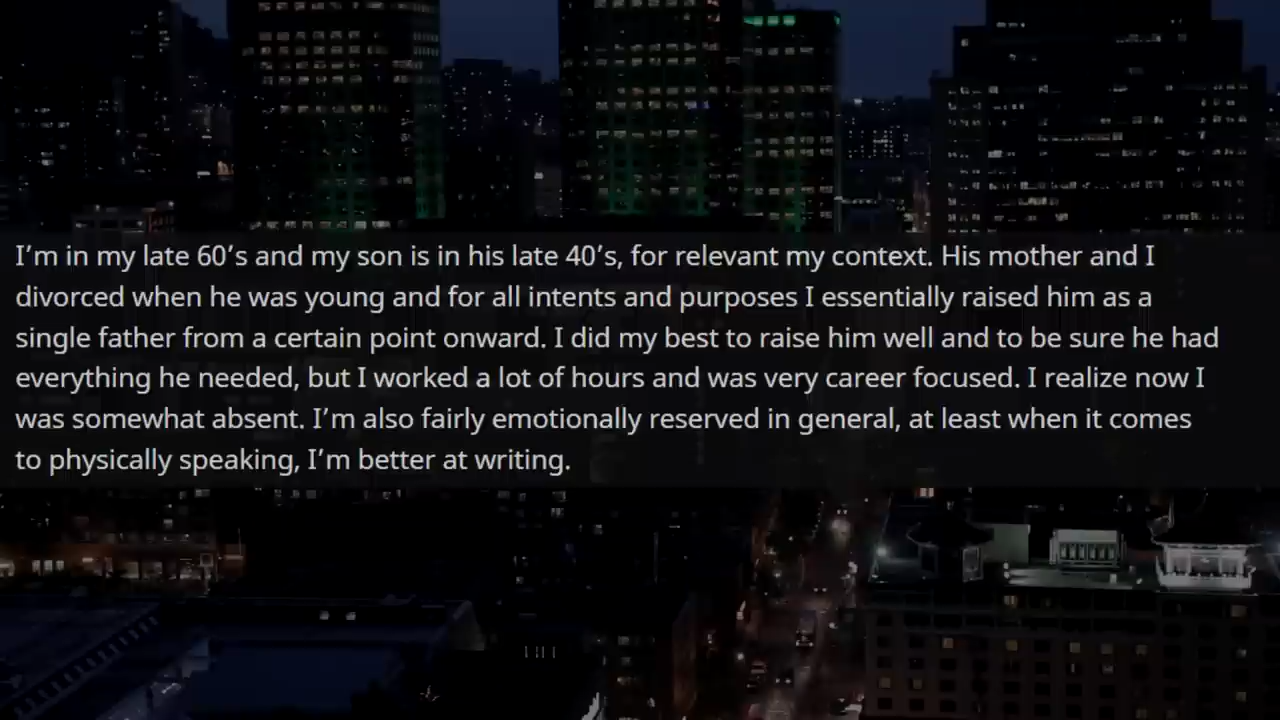 I’m in my late 60’s and my son is in his late 40’s, for relevant my context. His mother and I
divorced when he was young and for all intents and purposes I essentially raised him as a
single father from a certain point onward. I did my best to raise him well and to be sure he had
everything he needed, but I worked a lot of hours and was very career focused. I realize now I
was somewhat absent. I’m also fairly emotionally reserved in general, at least when it comes
to physically speaking, I’m better at writing.